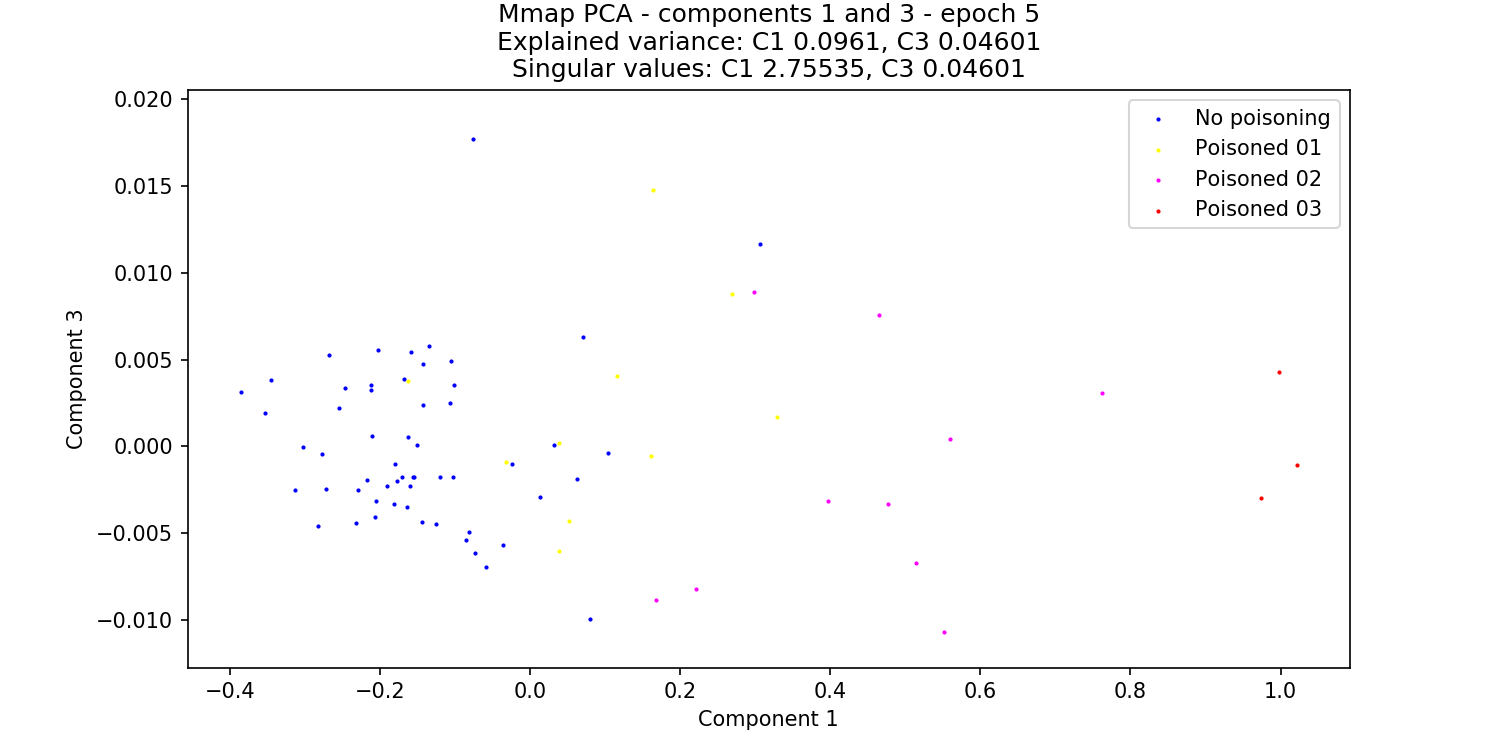 Mmap PCA - components 1 and 3 - epoch 5
Explained variance: C1 0.0961, C3 0.04601
Singular values: C1 2.75535, C3 0.04601
0.020
0.015
0.010
0.005
0.000
−0.005
−0.010
Component 3
No poisoning
Poisoned 01
Poisoned 02
Poisoned 03
−0.4
−0.2
0.0
0.2
0.4
0.6
0.8
1.0
Component 1